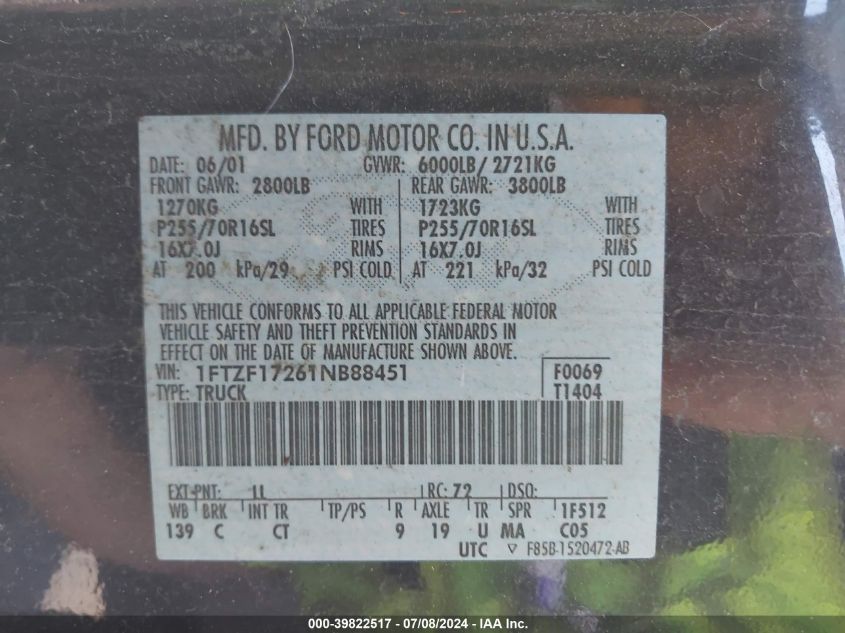 MFD. BY FORD MOTOR CO. IN U.S.A.
DATE: 06/01 GVWR: 6000LB/ 2721KG
FRONT GAWR: 2800LB REAR GAWR: 3800LB
1270KG WITH 1723KG WITH
P255/70R16SL TIRES P255/70R16SL TIRES
16X7.0J RIMS 16X7.0J RIMS
AT 200 kPa/29 PSI COLD AT 221 kPa/32 PSI COLD
THIS VEHICLE CONFORMS TO ALL APPLICABLE FEDERAL MOTOR
VEHICLE SAFETY AND THEFT PREVENTION STANDARDS IN
EFFECT ON THE DATE OF MANUFACTURE SHOWN ABOVE.
VIN: 1FTZF17261NB88451 F0069
TYPE: TRUCK T1404
EXT PNT: RC: 72 DSO:
WB BRK INT TR TP/PS R AXLE TR SPR 1F512
139 C CT 9 19 U MA C05
UTC ▽ F85B-1520472-AB
000-39822517 - 07/08/2024 - IAA Inc.